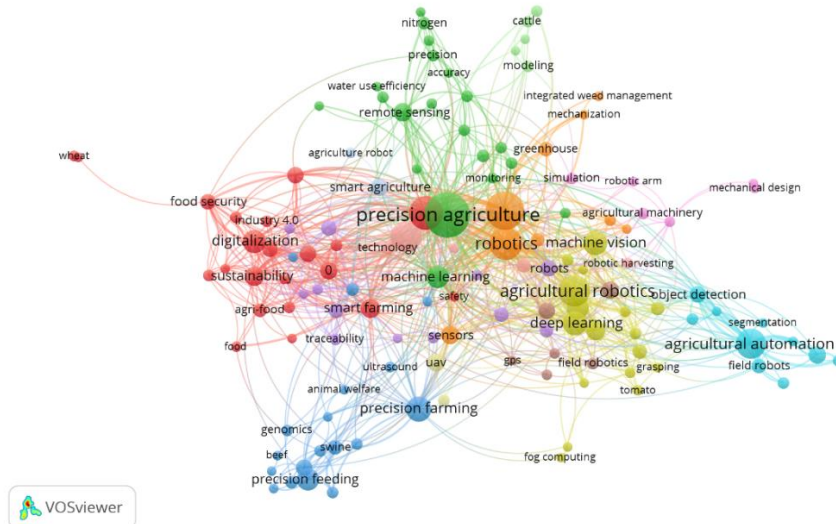 nitrogen
cattle
precision
accuracy
modeling
water use efficiency
integrated weed management
remote sensing
mechanization
agriculture robot
greenhouse
wheat
monitoring
simulation
smart agriculture
robotic arm
mechanical design
food security
precision agriculture
industry 4.0
agricultural machinery
digitalization
technology
robotics
machine vision
0
robots
robotic harvesting
sustainability
machine learning
agricultural robotics
object detection
safety
agri-food
smart farming
deep learning
segmentation
sensors
traceability
agricultural automation
food
ultrasound
uav
gps
field robotics
grasping
field robots
animal welfare
tomato
precision farming
genomics
swine
beef
fog computing
precision feeding
VOSviewer